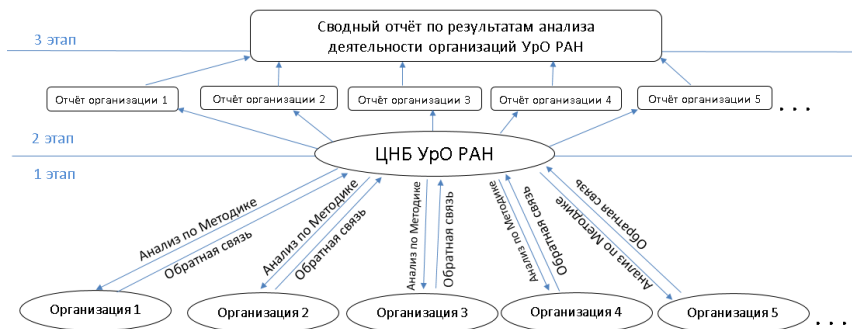 Сводный отчёт по результатам анализа
деятельности организаций УрО РАН
3 этап
Отчёт организации 1
Отчёт организации 2
Отчёт организации 3
Отчёт организации 4
Отчёт организации 5
...
2 этап
ЦНБ УрО РАН
1 этап
Анализ по Методике
Обратная связь
Анализ по Методике
Обратная связь
Анализ по Методике
Обратная связь
Анализ по Методике
Обратная связь
Анализ по Методике
Обратная связь
Организация 1
Организация 2
Организация 3
Организация 4
Организация 5
...